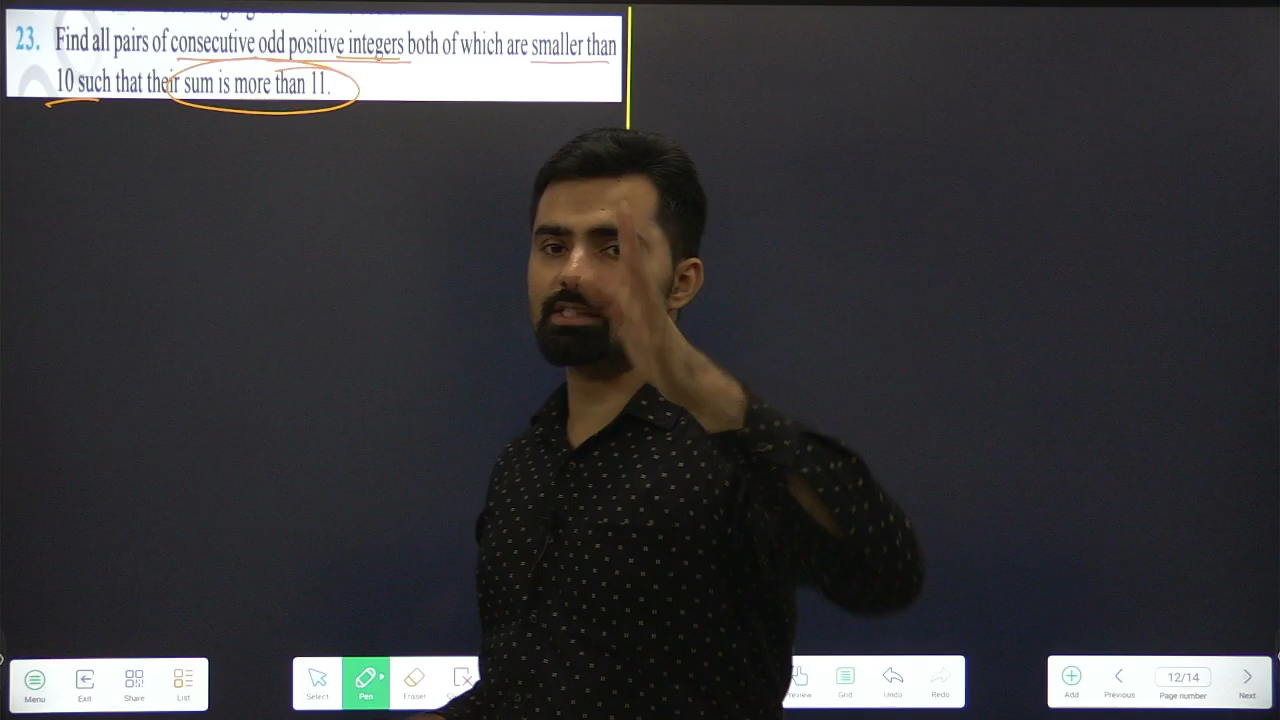 23. Find all pairs of consecutive odd positive integers both of which are smaller than
10 such that their sum is more than 11.
Menu
Exit
Share
List
Select
Pen
Eraser
Grid
Undo
Redo
Add
Previous
12/14
Page number
Next